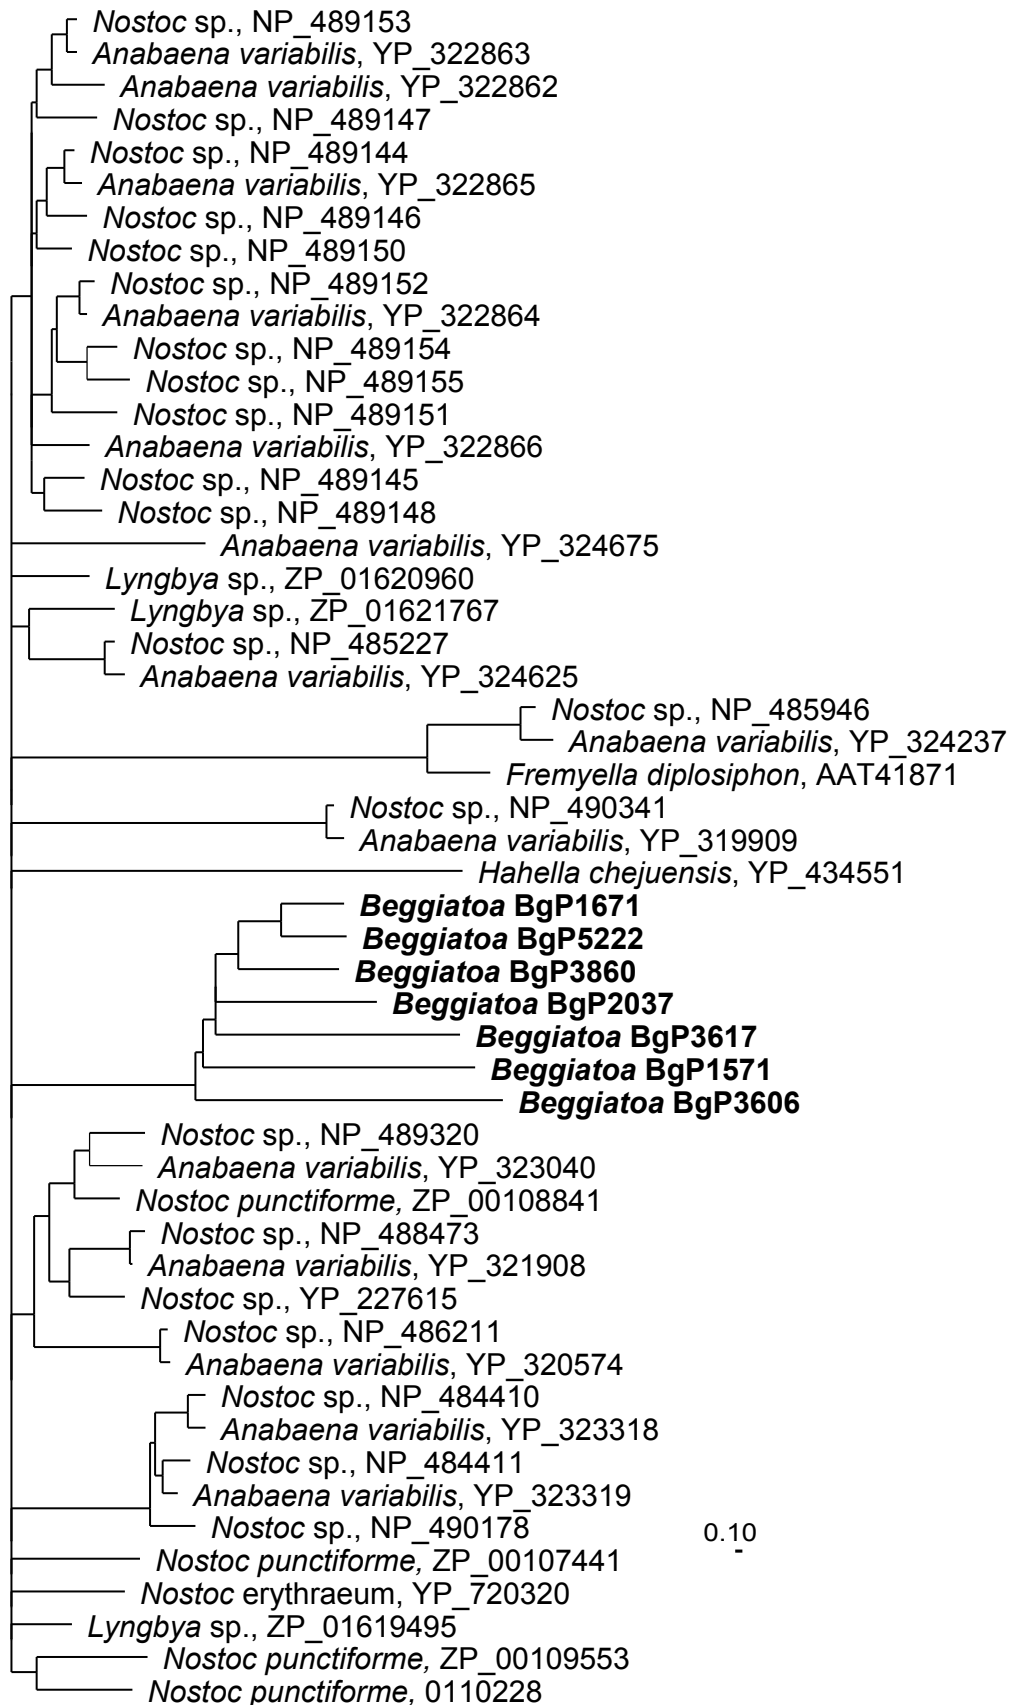 Nostoc sp., NP_489153
Anabaena variabilis, YP_322863
Anabaena variabilis, YP_322862
Nostoc sp., NP_489147
Nostoc sp., NP_489144
Anabaena variabilis, YP_322865
Nostoc sp., NP_489146
Nostoc sp., NP_489150
Nostoc sp., NP_489152
Anabaena variabilis, YP_322864
Nostoc sp., NP_489154
Nostoc sp., NP_489155
Nostoc sp., NP_489151
Anabaena variabilis, YP_322866
Nostoc sp., NP_489145
Nostoc sp., NP_489148
Anabaena variabilis, YP_324675
Lyngbya sp., ZP_01620960
Lyngbya sp., ZP_01621767
Nostoc sp., NP_485227
Anabaena variabilis, YP_324625
Nostoc sp., NP_485946
Anabaena variabilis, YP_324237
Fremyella diplosiphon, AAT41871
Nostoc sp., NP_490341
Anabaena variabilis, YP_319909
Hahella chejuensis, YP_434551
Beggiatoa BgP1671
Beggiatoa BgP5222
Beggiatoa BgP3860
Beggiatoa BgP2037
Beggiatoa BgP3617
Beggiatoa BgP1571
Beggiatoa BgP3606
Nostoc sp., NP_489320
Anabaena variabilis, YP_323040
Nostoc punctiforme, ZP_00108841
Nostoc sp., NP_488473
Anabaena variabilis, YP_321908
Nostoc sp., YP_227615
Nostoc sp., NP_486211
Anabaena variabilis, YP_320574
Nostoc sp., NP_484410
Anabaena variabilis, YP_323318
Nostoc sp., NP_484411
Anabaena variabilis, YP_323319
Nostoc sp., NP_490178
0.10
Nostoc punctiforme, ZP_00107441
Nostoc erythraeum, YP_720320
Lyngbya sp., ZP_01619495
Nostoc punctiforme, ZP_00109553
Nostoc punctiforme, 0110228